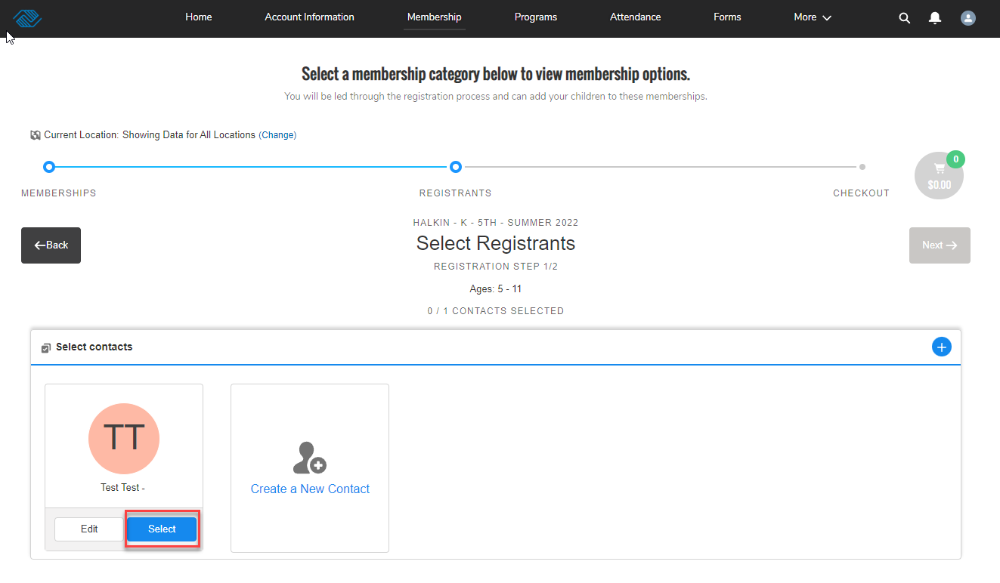 Home Account Information Membership Programs Attendance Forms More
Select a membership category below to view membership options.
You will be led through the registration process and can add your children to these memberships.
Current Location: Showing Data for All Locations (Change)
0
$0.00
MEMBERSHIPS REGISTRANTS CHECKOUT
HALKIN - K - 5TH - SUMMER 2022
Back Select Registrants Next
REGISTRATION STEP 1/2
Ages: 5 - 11
0 / 1 CONTACTS SELECTED
Select contacts
TT
Test Test -
Create a New Contact
Edit Select